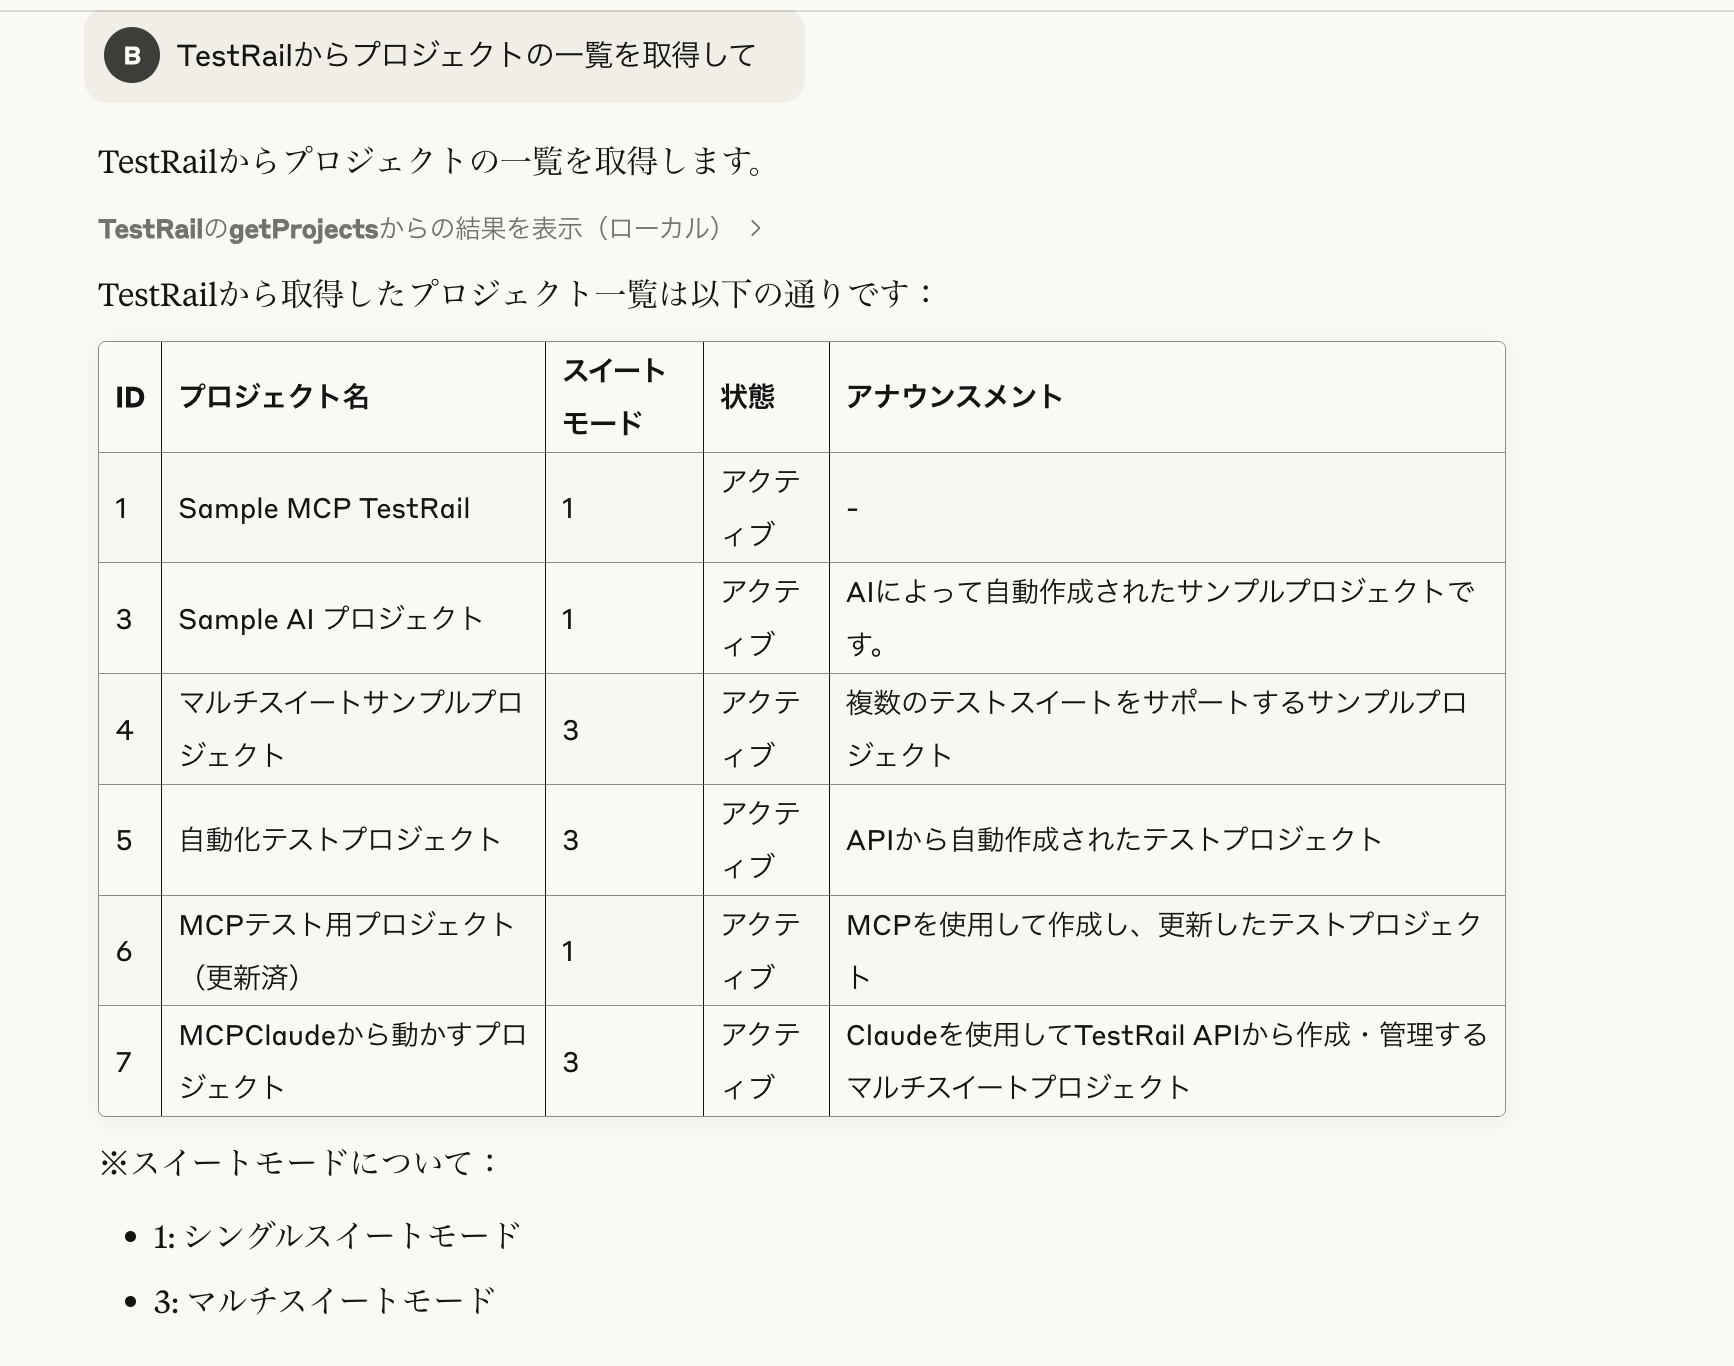 B TestRailからプロジェクトの一覧を取得して
TestRailからプロジェクトの一覧を取得します。
TestRailのgetProjectsからの結果を表示（ローカル）
TestRailから取得したプロジェクト一覧は以下の通りです：
ID プロジェクト名 スイート 状態 アナウンスメント
モード
1 Sample MCP TestRail 1 アクテ -
ィブ
3 Sample AI プロジェクト 1 アクテ AIによって自動作成されたサンプルプロジェクトで
ィブ す。
4 マルチスイートサンプルプロ 3 アクテ 複数のテストスイートをサポートするサンプルプロ
ジェクト ィブ ジェクト
5 自動化テストプロジェクト 3 アクテ APIから自動作成されたテストプロジェクト
ィブ
6 MCPテスト用プロジェクト 1 アクテ MCPを使用して作成し、更新したテストプロジェク
（更新済） ィブ ト
7 MCPClaudeから動かすプロ 3 アクテ Claudeを使用してTestRail APIから作成・管理する
ジェクト ィブ マルチスイートプロジェクト
※スイートモードについて：
• 1: シングルスイートモード
• 3: マルチスイートモード